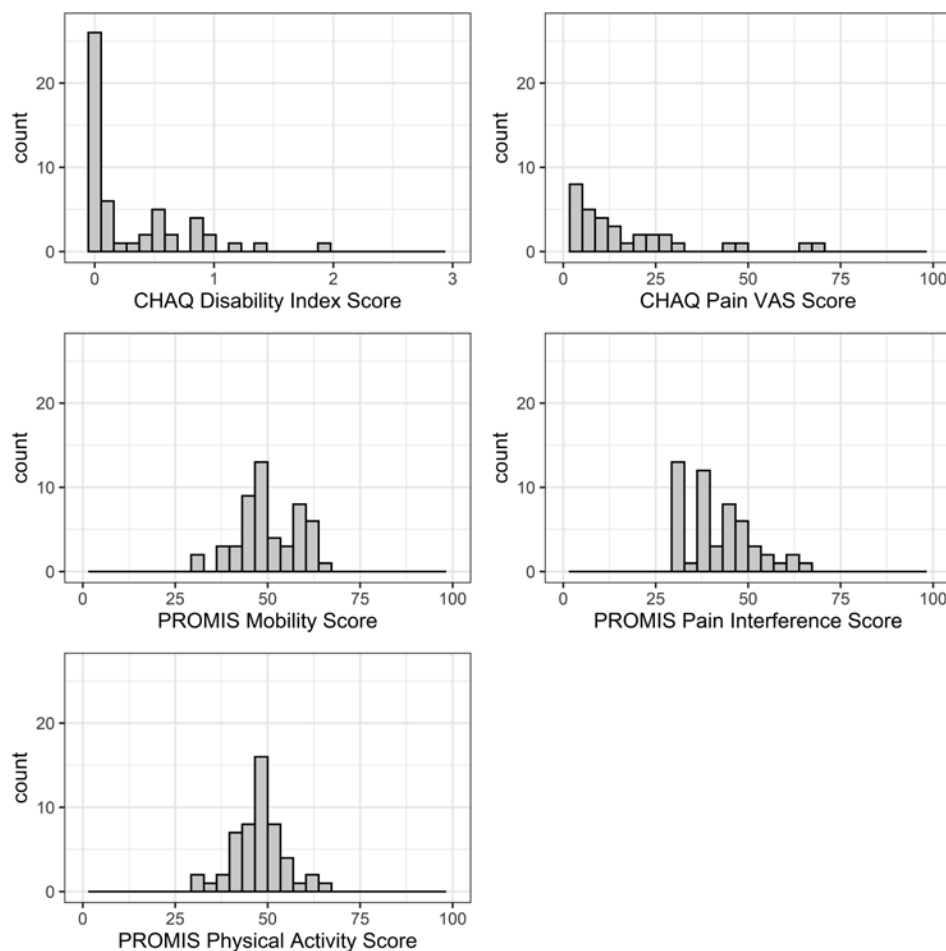 count
20
10
0
0 1 2 3
CHAQ Disability Index Score
count
20
10
0
0 25 50 75 100
CHAQ Pain VAS Score
count
20
10
0
0 25 50 75 100
PROMIS Mobility Score
count
20
10
0
0 25 50 75 100
PROMIS Pain Interference Score
count
20
10
0
0 25 50 75 100
PROMIS Physical Activity Score